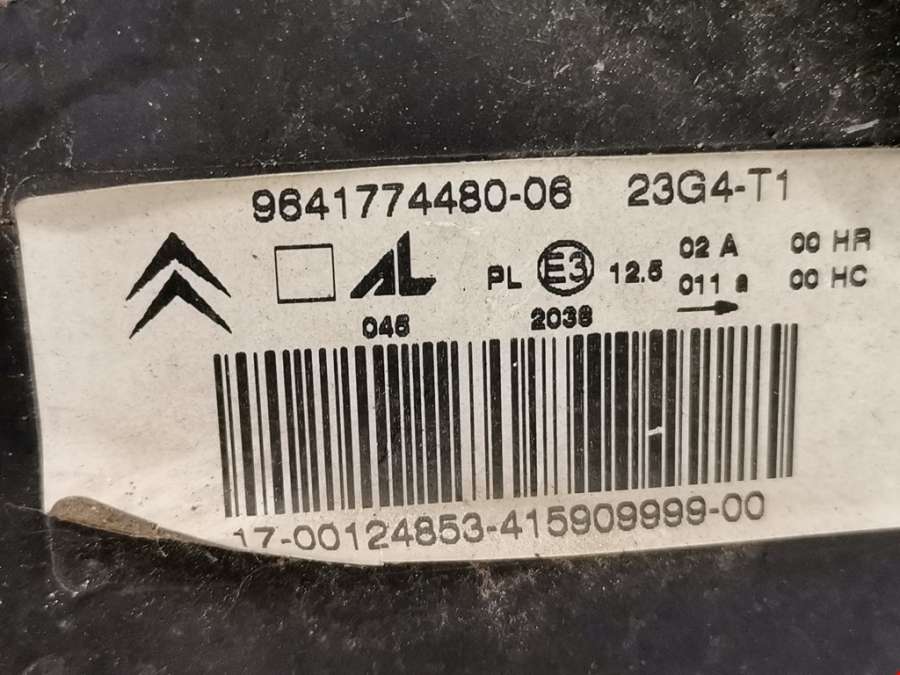 9641774480-06 23G4-T1
AL PL E3 12.5 02 A 00 HR
011 a 00 HC
046 2038
17-00124853-415909999-00